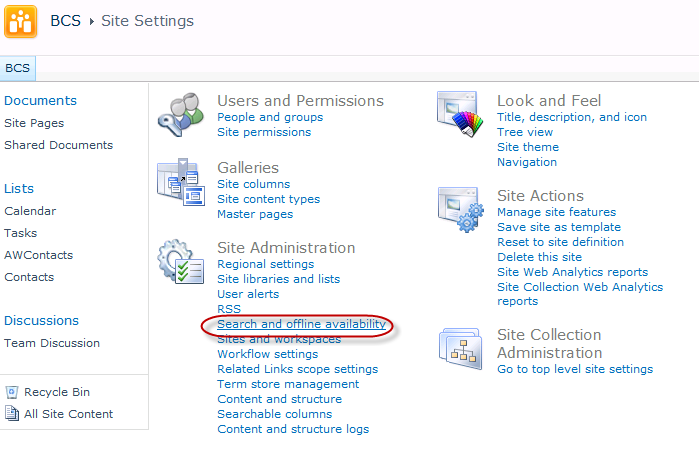 BCS ▸ Site Settings
BCS
Documents
Site Pages
Shared Documents
Lists
Calendar
Tasks
AWContacts
Contacts
Discussions
Team Discussion
Recycle Bin
All Site Content
Users and Permissions
People and groups
Site permissions
Galleries
Site columns
Site content types
Master pages
Site Administration
Regional settings
Site libraries and lists
User alerts
RSS
Search and offline availability
Sites and workspaces
Workflow settings
Related Links scope settings
Term store management
Content and structure
Searchable columns
Content and structure logs
Look and Feel
Title, description, and icon
Tree view
Site theme
Navigation
Site Actions
Manage site features
Save site as template
Reset to site definition
Delete this site
Site Web Analytics reports
Site Collection Web Analytics
reports
Site Collection
Administration
Go to top level site settings